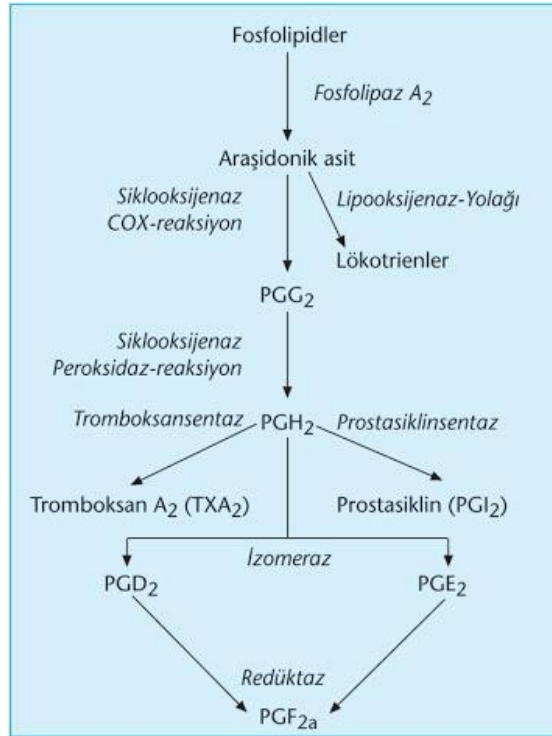 Fosfolipidler
Fosfolipaz A2
Araşidonik asit
Siklooksijenaz
COX-reaksiyon
Lipooksijenaz-Yolağı
Lökotrienler
PGG2
Siklooksijenaz
Peroksidaz-reaksiyon
Tromboksansentaz
PGH2
Prostasiklinsentaz
Tromboksan A2 (TXA2)
Prostasiklin (PGI2)
İzomeraz
PGD2
PGE2
Redüktaz
PGF2a